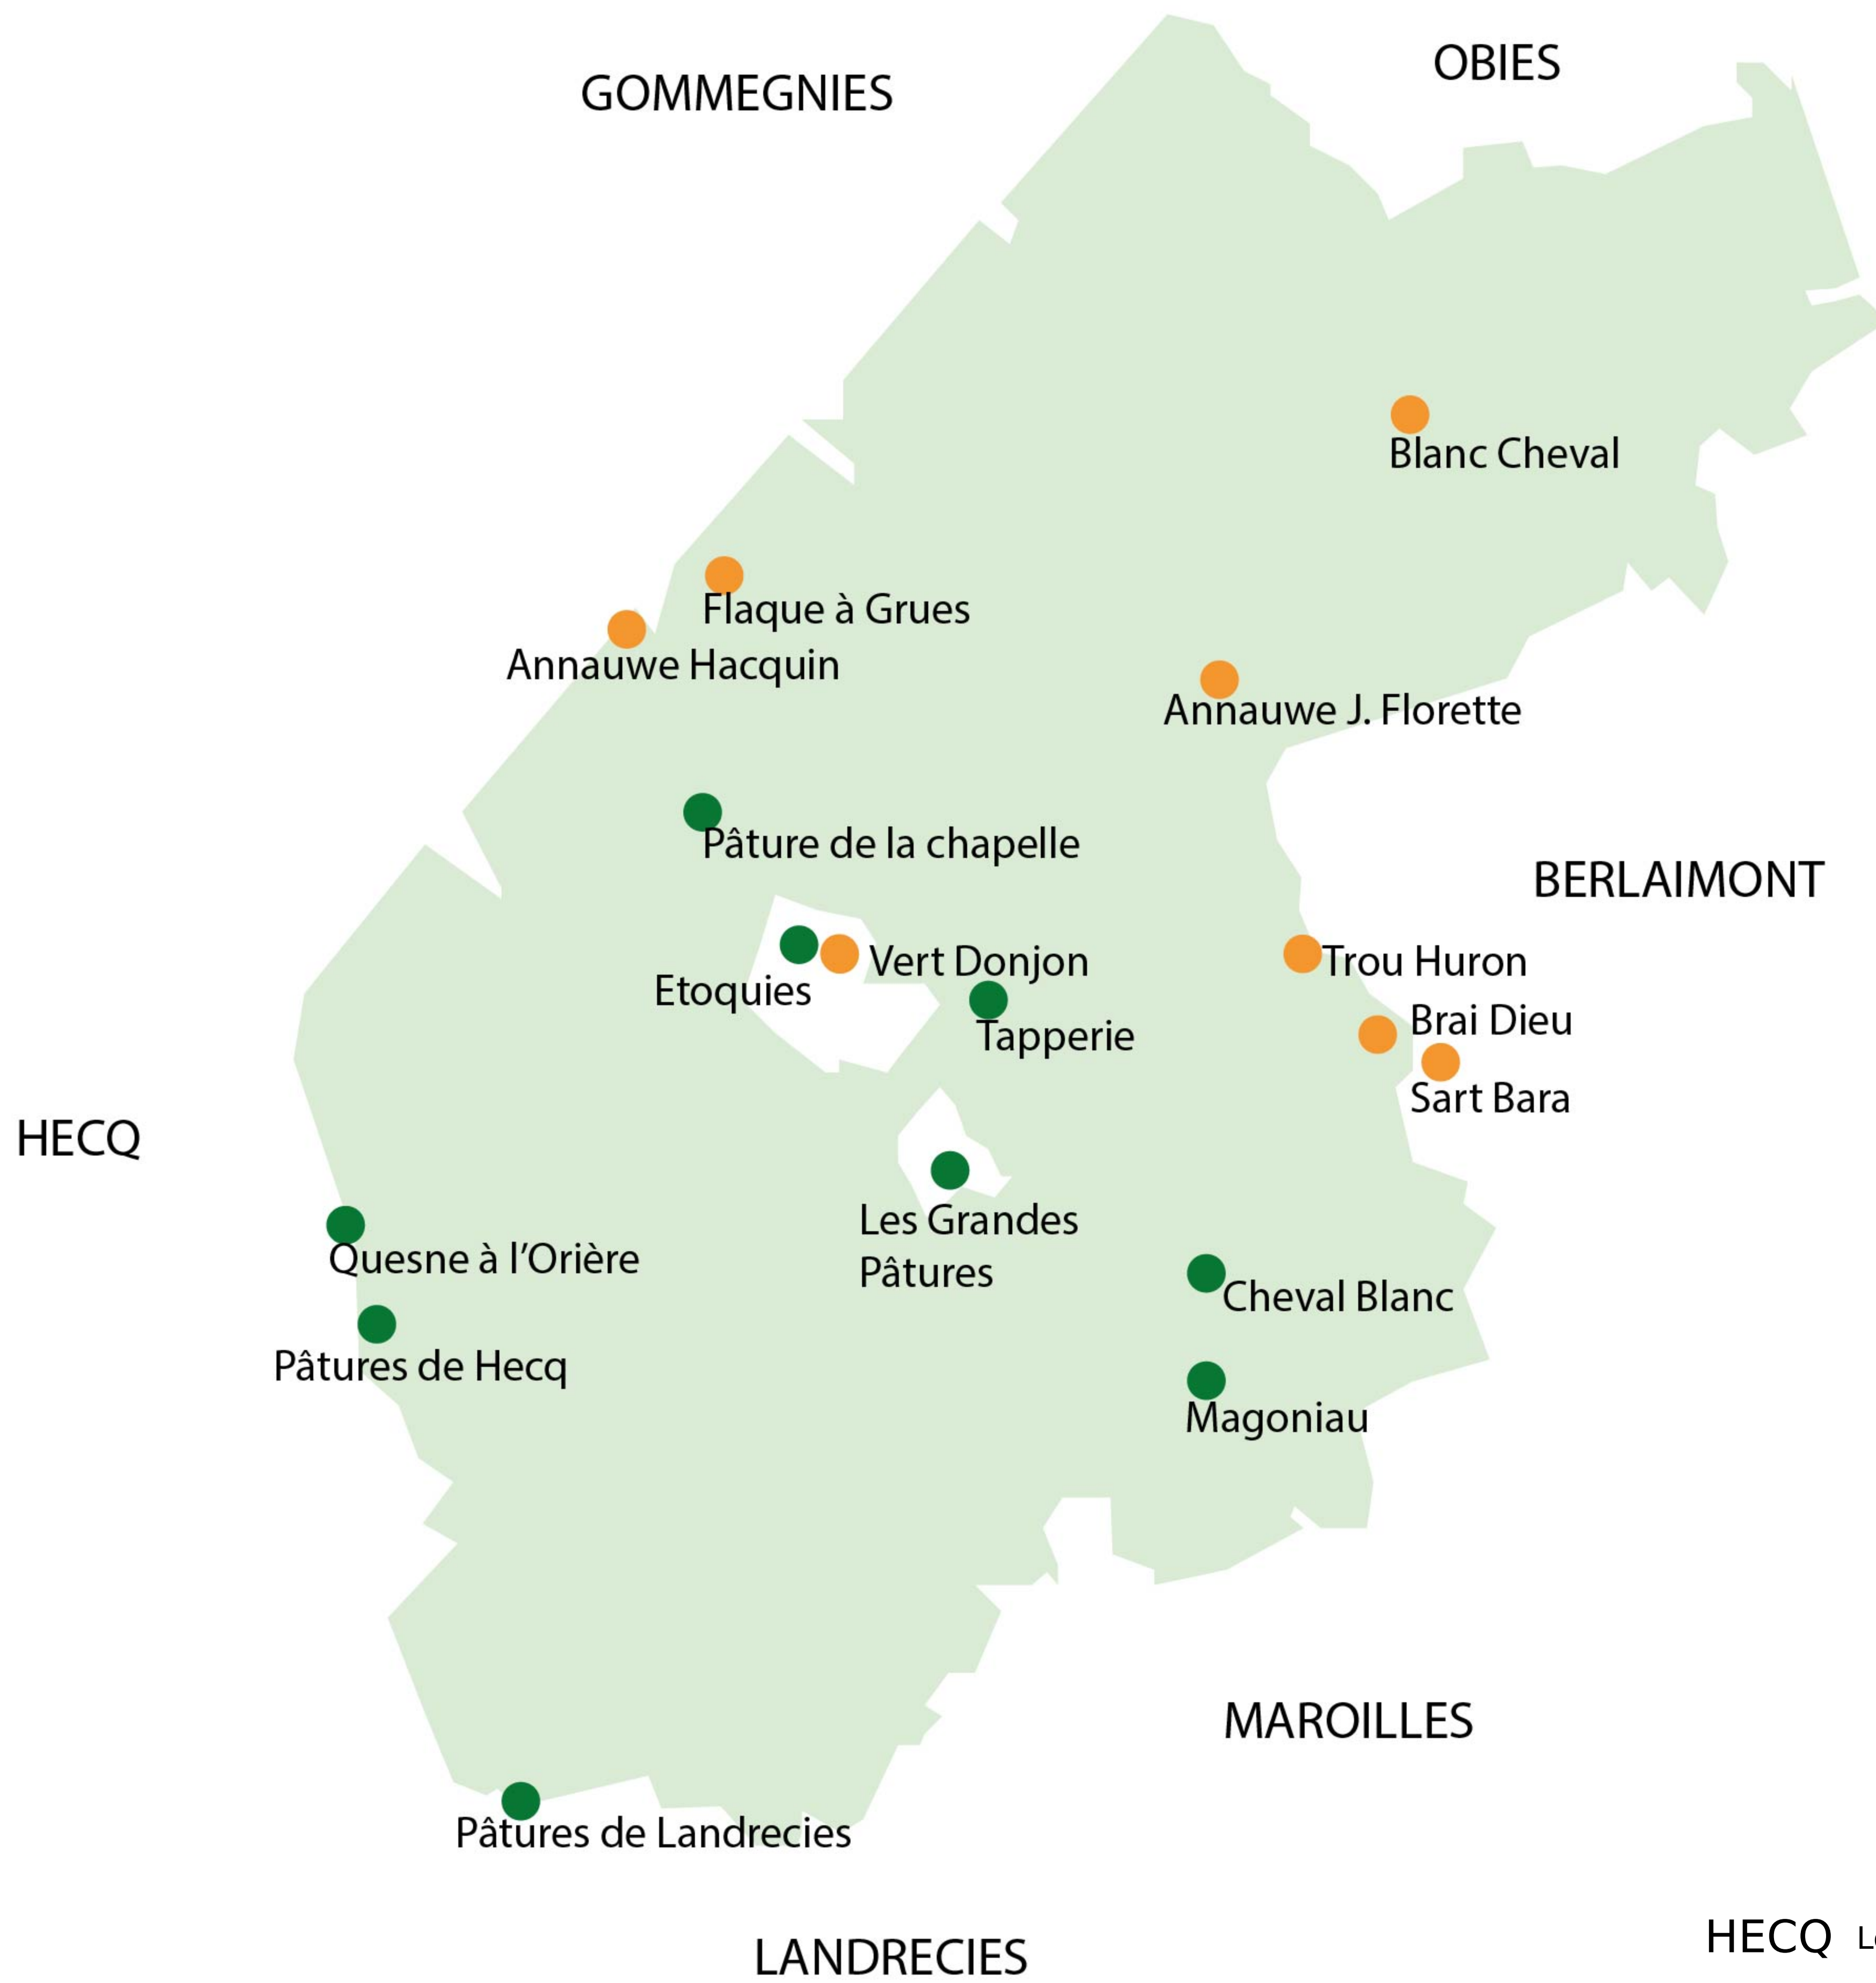 OBIES
GOMMEGNIES
Blanc Cheval
Flaque à Grues
Annauwe Hacquin
Annauwe J. Florette
Pâture de la chapelle
BERLAIMONT
Vert Donjon
Trou Huron
Etoquies
Brai Dieu
Tapperie
Sart Bara
HECQ
Les Grandes
Pâtures
Quesne à l’Orière
Cheval Blanc
Pâtures de Hecq
Magoniau
MAROILLES
Pâtures de Landrecies
HECQ
LANDRECIES